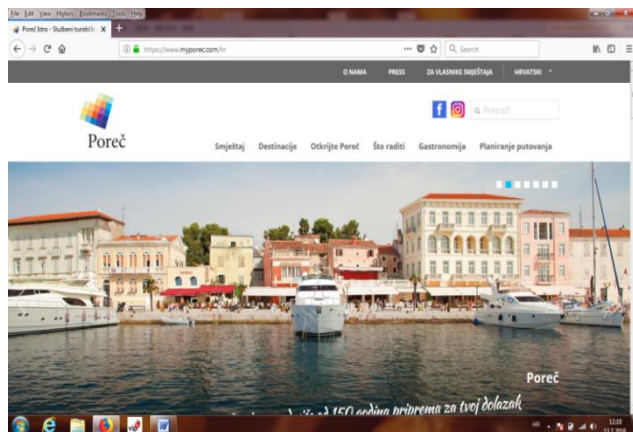 File Edit View History Bookmarks Tools Help
Poreč Istra - Službeni turistički
https://www.myporec.com/hr
Search
O NAMA PRESS ZA VLASNIKE SMJEŠTAJA HRVATSKI
Pretraži
Poreč
Smještaj Destinacije Otkrijte Poreč Što raditi Gastronomija Planiranje putovanja
Poreč
od 150 godina priprema za tvoj dolazak
HR
12:10